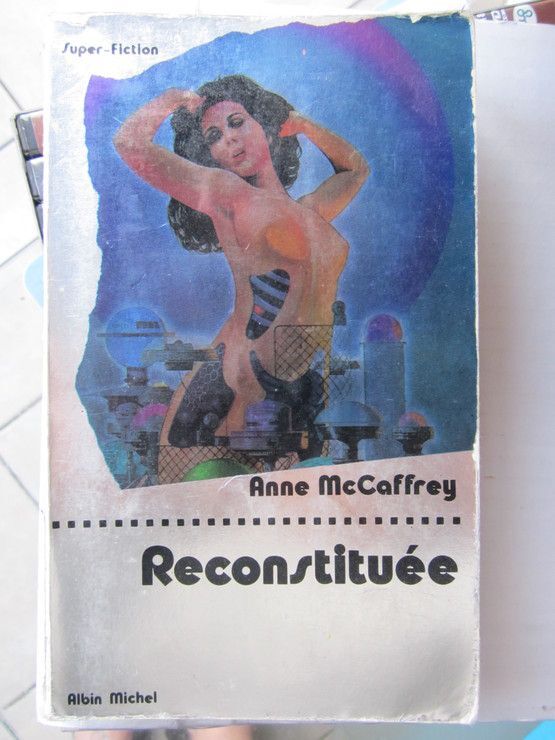 Super-Fiction
Anne McCaffrey
Reconstituée
Albin Michel